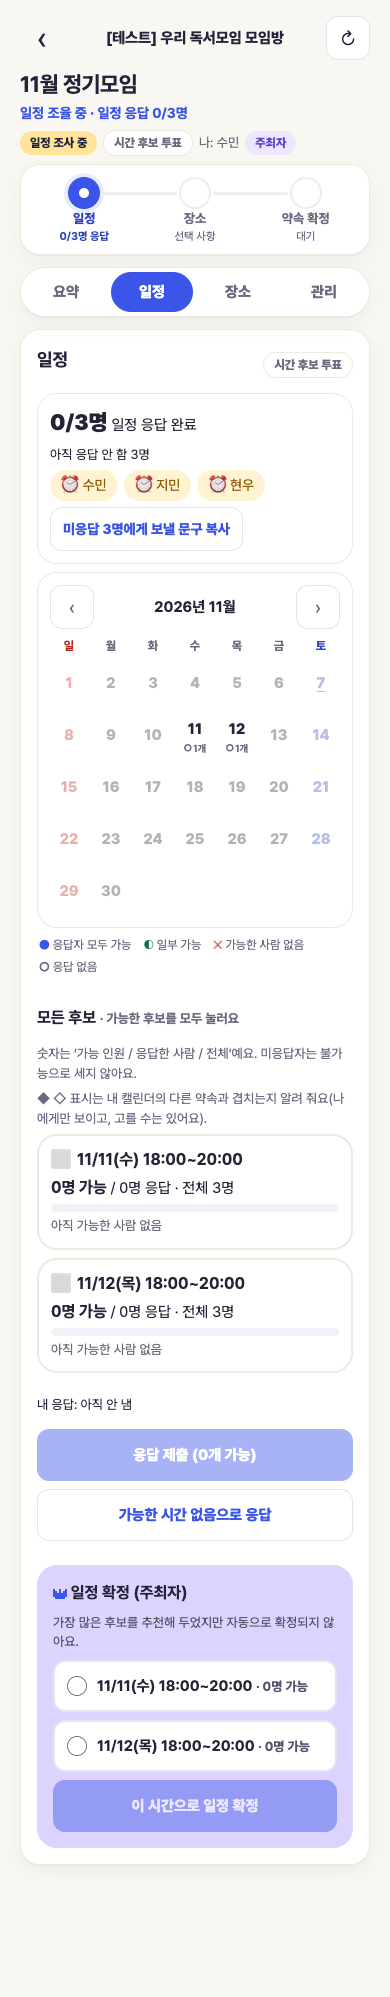 ‹ [테스트] 우리 독서모임 모임방 ↻
11월 정기모임
일정 조율 중 · 일정 응답 0/3명
일정 조사 중 시간 후보 투표 나: 수민 주최자
일정 장소 약속 확정
0/3명 응답 선택 사항 대기
요약 일정 장소 관리
일정 시간 후보 투표
0/3명 일정 응답 완료
아직 응답 안 함 3명
⏰ 수민 ⏰ 지민 ⏰ 현우
미응답 3명에게 보낼 문구 복사
‹ 2026년 11월 ›
일 월 화 수 목 금 토
1 2 3 4 5 6 7
8 9 10 11 12 13 14
○1개 ○1개
15 16 17 18 19 20 21
22 23 24 25 26 27 28
29 30
● 응답자 모두 가능 ◐ 일부 가능 ✕ 가능한 사람 없음
○ 응답 없음
모든 후보 · 가능한 후보를 모두 눌러요
숫자는 ‘가능 인원 / 응답한 사람 / 전체’예요. 미응답자는 불가
능으로 세지 않아요.
◆ ◇ 표시는 내 캘린더의 다른 약속과 겹치는지 알려 줘요(나
에게만 보이고, 고를 수는 있어요).
11/11(수) 18:00~20:00
0명 가능 / 0명 응답 · 전체 3명
아직 가능한 사람 없음
11/12(목) 18:00~20:00
0명 가능 / 0명 응답 · 전체 3명
아직 가능한 사람 없음
내 응답: 아직 안 냄
응답 제출 (0개 가능)
가능한 시간 없음으로 응답
일정 확정 (주최자)
가장 많은 후보를 추천해 두었지만 자동으로 확정되지 않
아요.
11/11(수) 18:00~20:00 · 0명 가능
11/12(목) 18:00~20:00 · 0명 가능
이 시간으로 일정 확정